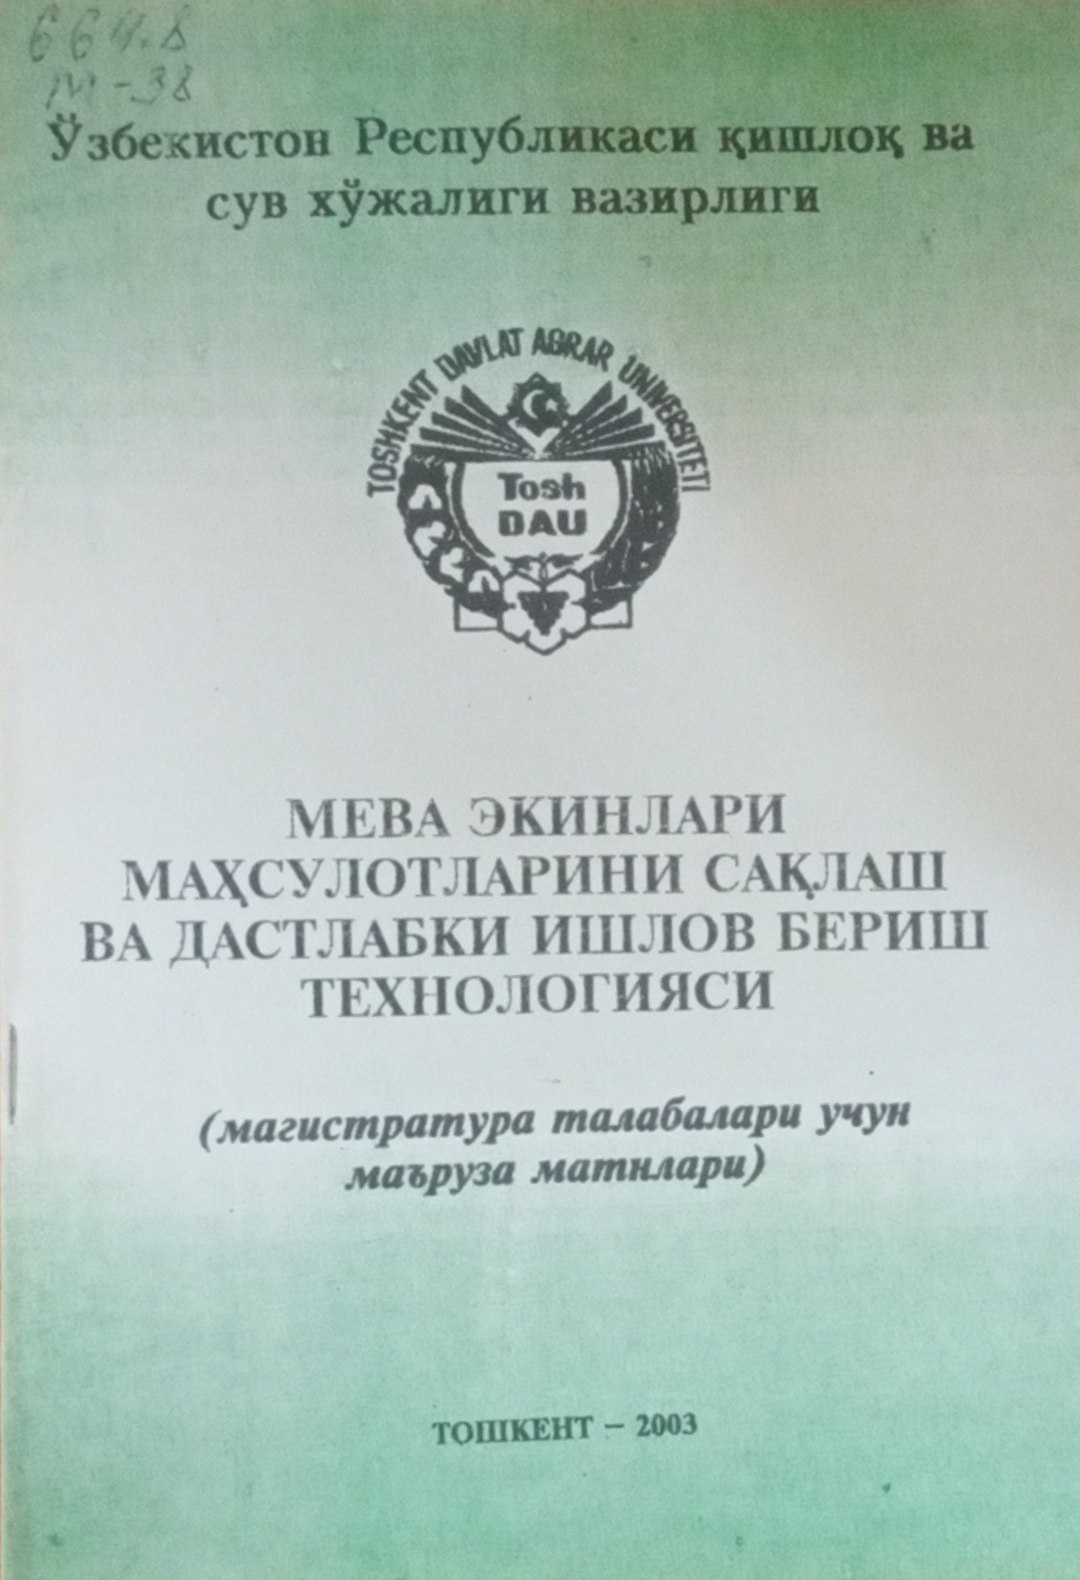 664.8
М-38
Ўзбекистон Республикаси қишлоқ ва
сув хўжалиги вазирлиги
TOSHKENT DAVLAT AGRAR UNIVERSITETI
Tosh
DAU
МЕВА ЭКИНЛАРИ
МАҲСУЛОТЛАРИНИ САҚЛАШ
ВА ДАСТЛАБКИ ИШЛОВ БЕРИШ
ТЕХНОЛОГИЯСИ
(магистратура талабалари учун
маъруза матнлари)
ТОШКЕНТ – 2003